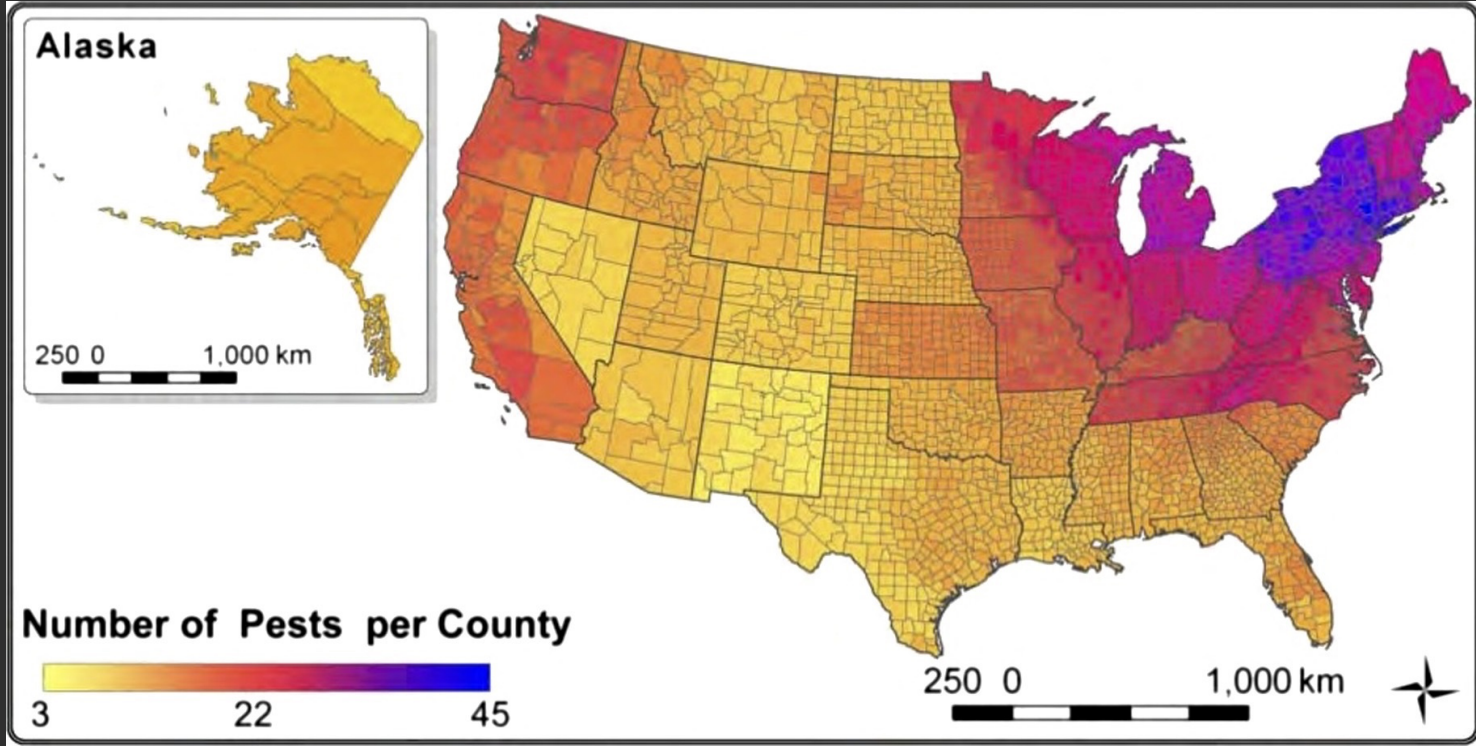 Alaska
250 0 1,000 km
Number of Pests per County
3 22 45
250 0 1,000 km